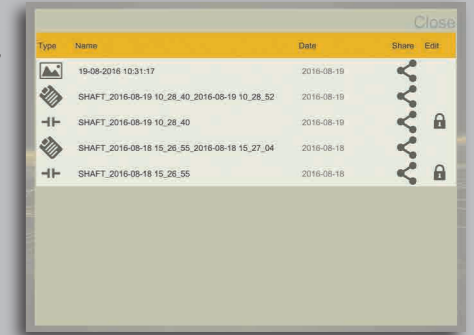 Close
Type Name Date Share Edit
19-08-2016 10:31:17 2016-08-19
SHAFT_2016-08-19 10_28_40_2016-08-19 10_28_52 2016-08-19
SHAFT_2016-08-19 10_28_40 2016-08-19
SHAFT_2016-08-18 15_26_55_2016-08-18 15_27_04 2016-08-18
SHAFT_2016-08-18 15_26_55 2016-08-18